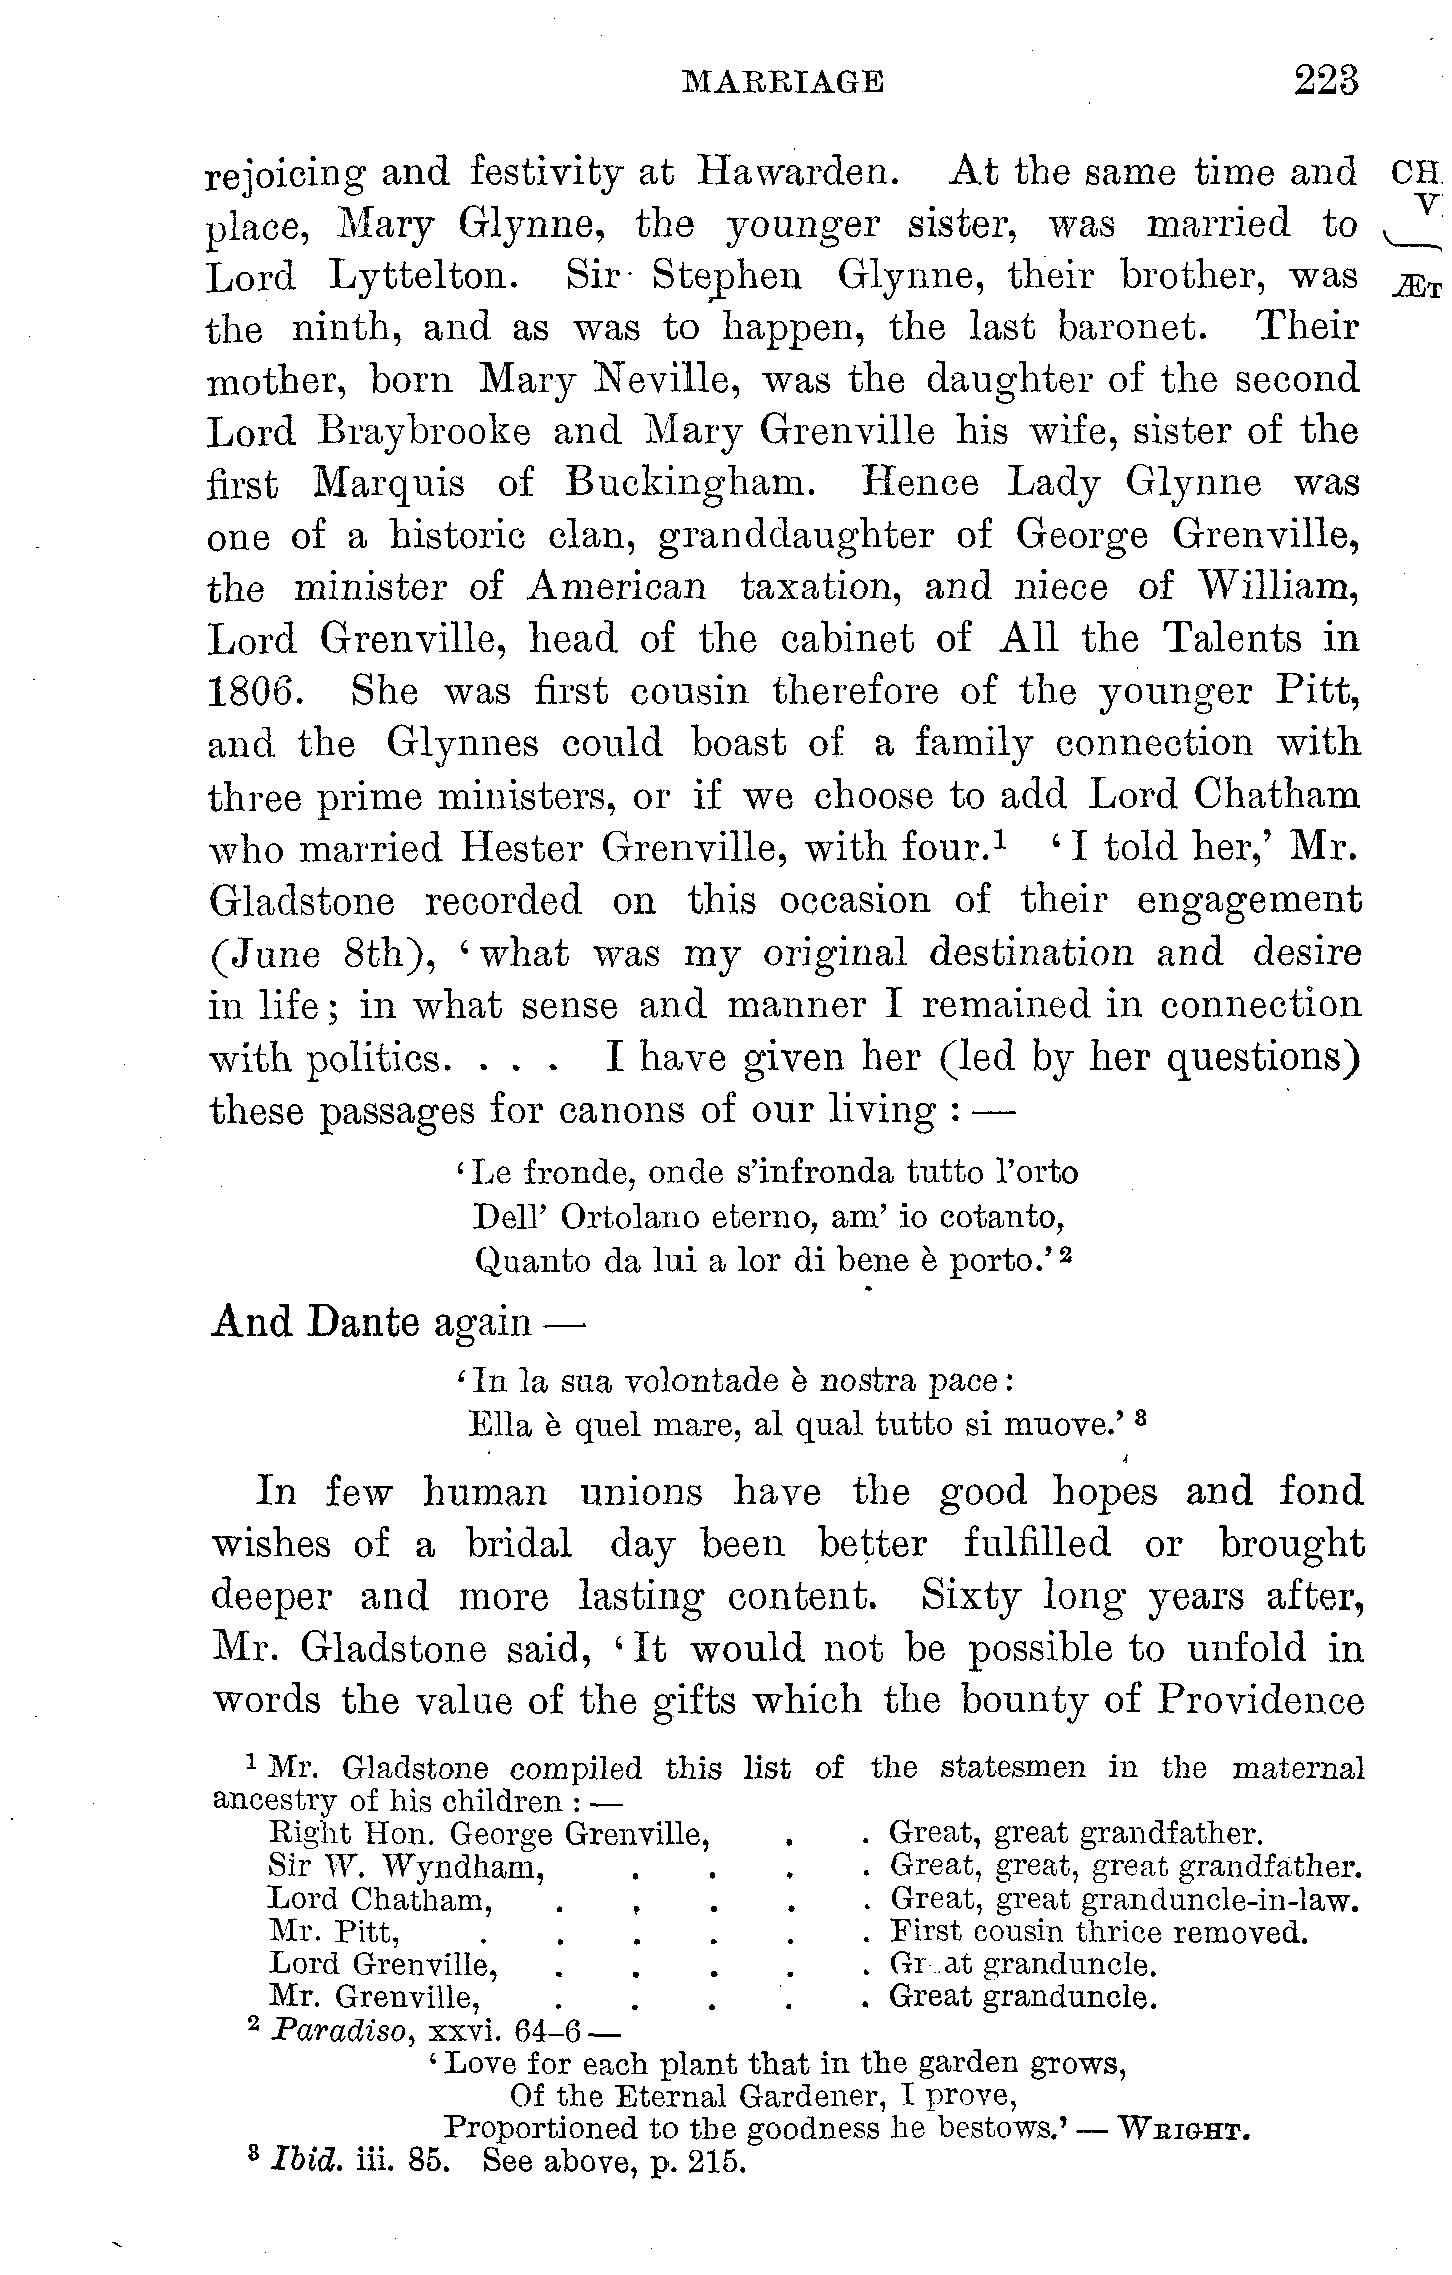 MARRIAGE 223
rejoicing and festivity at Hawarden. At the same time and
place, Mary Glynne, the younger sister, was married to
Lord Lyttelton. Sir Stephen Glynne, their brother, was
the ninth, and as was to happen, the last baronet. Their
mother, born Mary Neville, was the daughter of the second
Lord Braybrooke and Mary Grenville his wife, sister of the
first Marquis of Buckingham. Hence Lady Glynne was
one of a historic clan, granddaughter of George Grenville,
the minister of American taxation, and niece of William,
Lord Grenville, head of the cabinet of All the Talents in
1806. She was first cousin therefore of the younger Pitt,
and the Glynnes could boast of a family connection with
three prime ministers, or if we choose to add Lord Chatham
who married Hester Grenville, with four.¹ ‘I told her,’ Mr.
Gladstone recorded on this occasion of their engagement
(June 8th), ‘what was my original destination and desire
in life; in what sense and manner I remained in connection
with politics. . . . I have given her (led by her questions)
these passages for canons of our living :—
‘Le fronde, onde s’infronda tutto l’orto
Dell’ Ortolano eterno, am’ io cotanto,
Quanto da lui a lor di bene è porto.’²
And Dante again —
‘In la sua volontade è nostra pace:
Ella è quel mare, al qual tutto si muove.’³
In few human unions have the good hopes and fond
wishes of a bridal day been better fulfilled or brought
deeper and more lasting content. Sixty long years after,
Mr. Gladstone said, ‘It would not be possible to unfold in
words the value of the gifts which the bounty of Providence
¹ Mr. Gladstone compiled this list of the statesmen in the maternal
ancestry of his children :—
Right Hon. George Grenville, . . Great, great grandfather.
Sir W. Wyndham, . . . . Great, great, great grandfather.
Lord Chatham, . . . . . Great, great granduncle-in-law.
Mr. Pitt, . . . . . . First cousin thrice removed.
Lord Grenville, . . . . . Great granduncle.
Mr. Grenville, . . . . . Great granduncle.
² Paradiso, xxvi. 64–6—
‘Love for each plant that in the garden grows,
Of the Eternal Gardener, I prove,
Proportioned to the goodness he bestows.’ — WRIGHT.
³ Ibid. iii. 85. See above, p. 215.